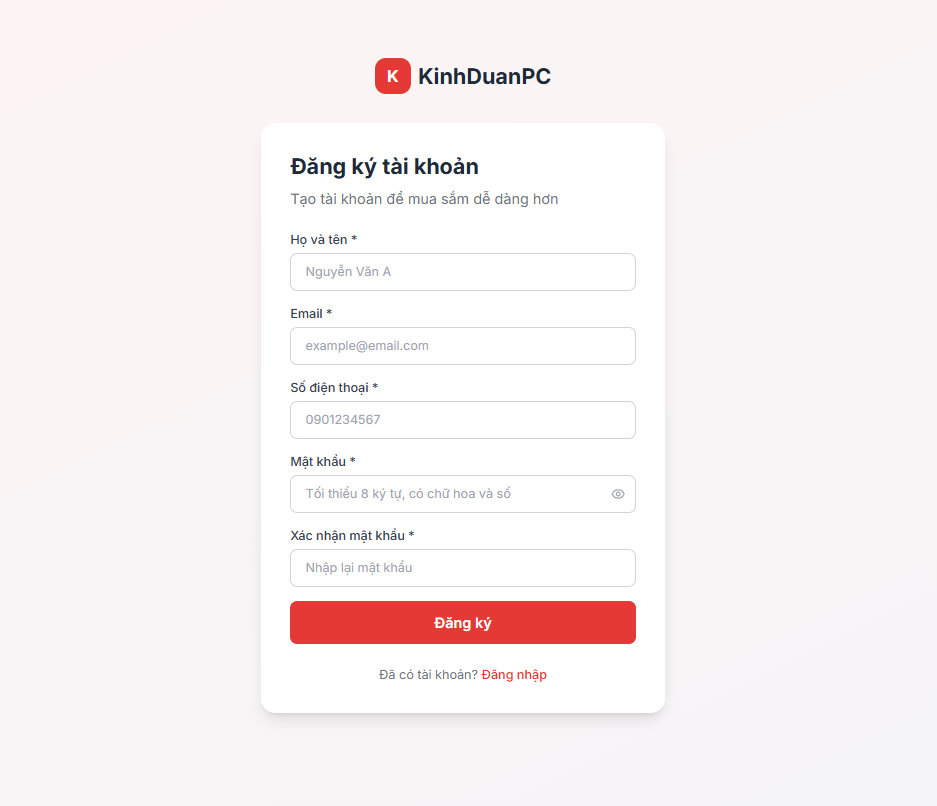 K KinhDuanPC
Đăng ký tài khoản
Tạo tài khoản để mua sắm dễ dàng hơn
Họ và tên *
Nguyễn Văn A
Email *
example@email.com
Số điện thoại *
0901234567
Mật khẩu *
Tối thiểu 8 ký tự, có chữ hoa và số
Xác nhận mật khẩu *
Nhập lại mật khẩu
Đăng ký
Đã có tài khoản? Đăng nhập